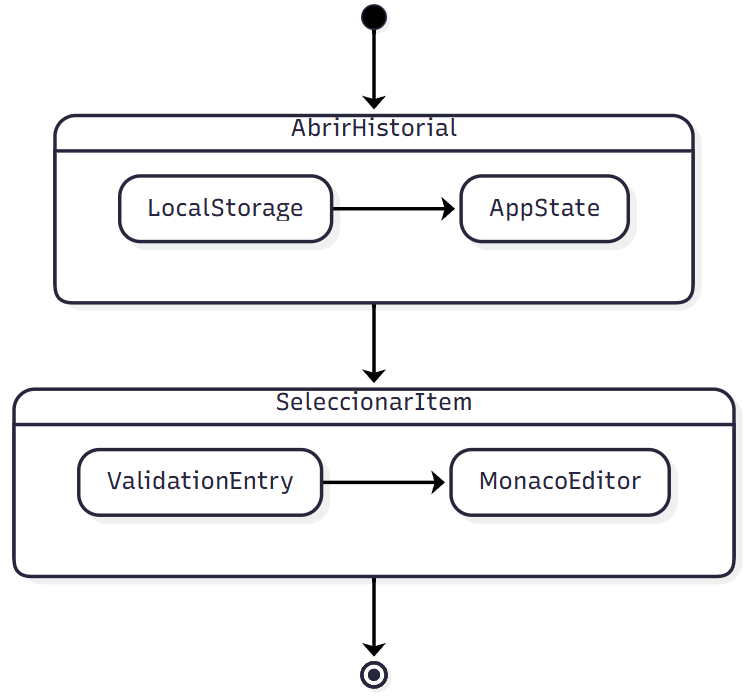 AbrirHistorial
LocalStorage
AppState
SeleccionarItem
ValidationEntry
MonacoEditor